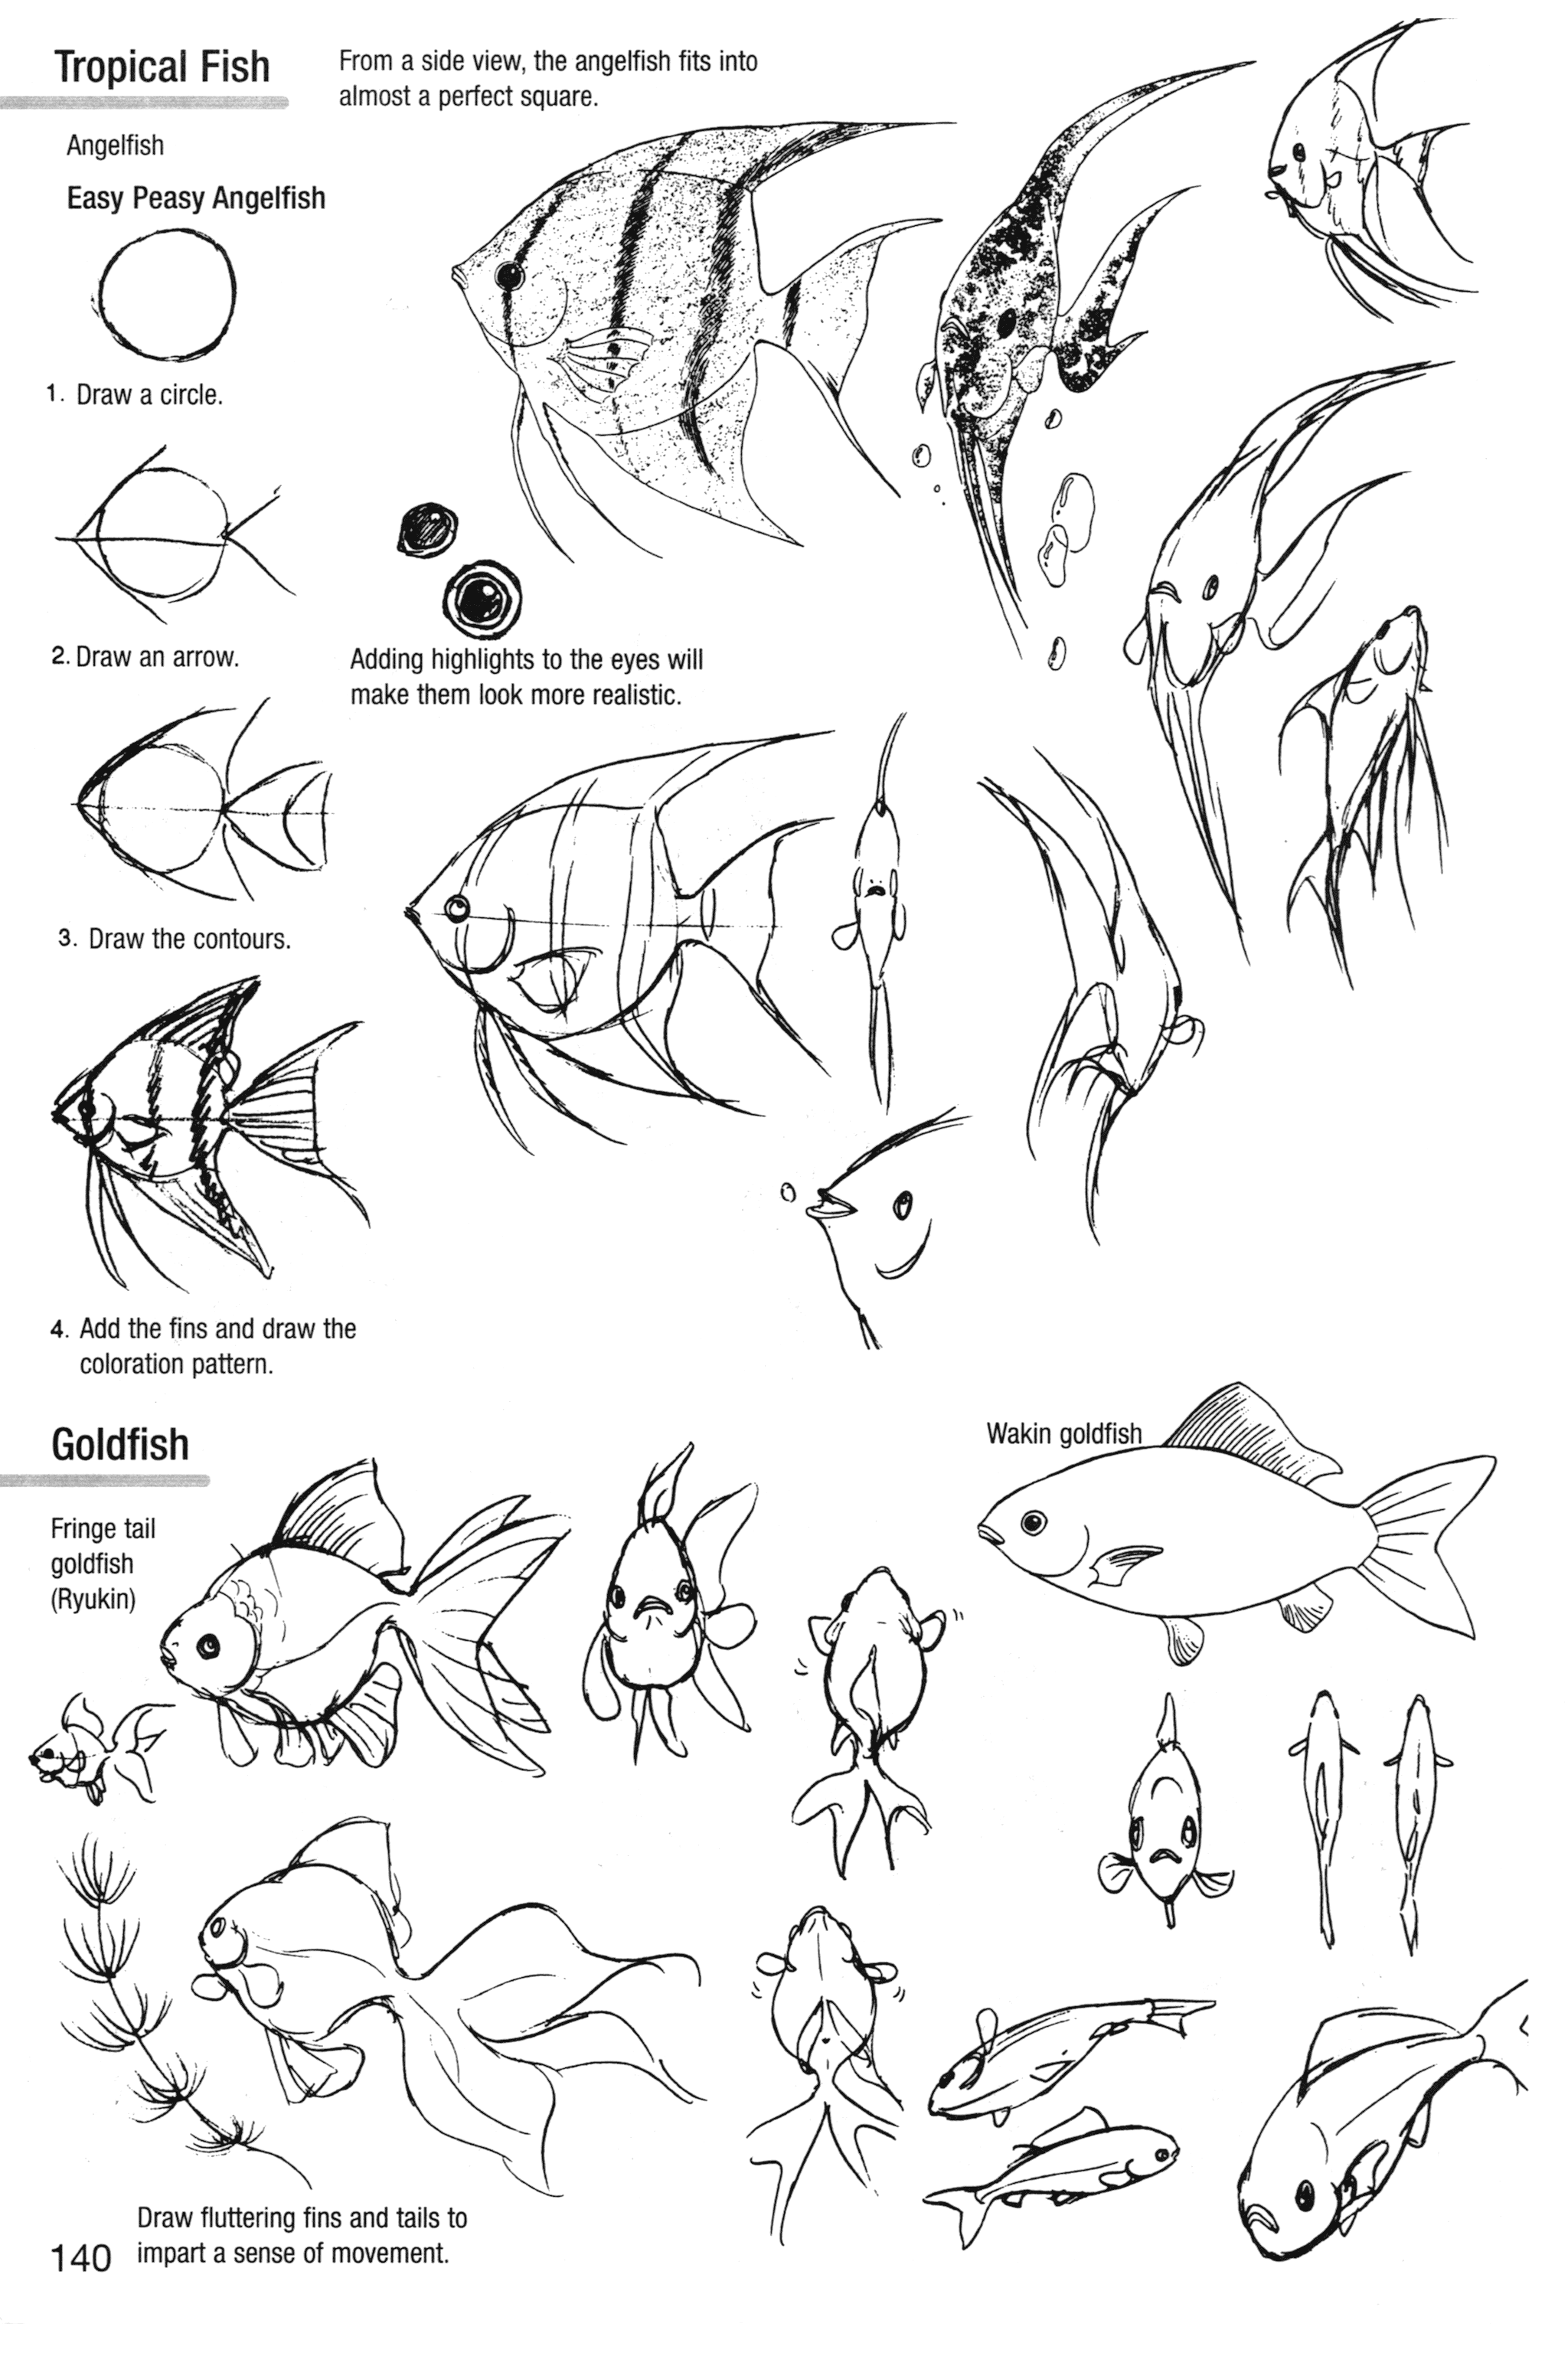 Tropical Fish
From a side view, the angelfish fits into
almost a perfect square.
Angelfish
Easy Peasy Angelfish
1. Draw a circle.
2. Draw an arrow.
Adding highlights to the eyes will
make them look more realistic.
3. Draw the contours.
4. Add the fins and draw the
coloration pattern.
Goldfish
Wakin goldfish
Fringe tail
goldfish
(Ryukin)
Draw fluttering fins and tails to
impart a sense of movement.
140